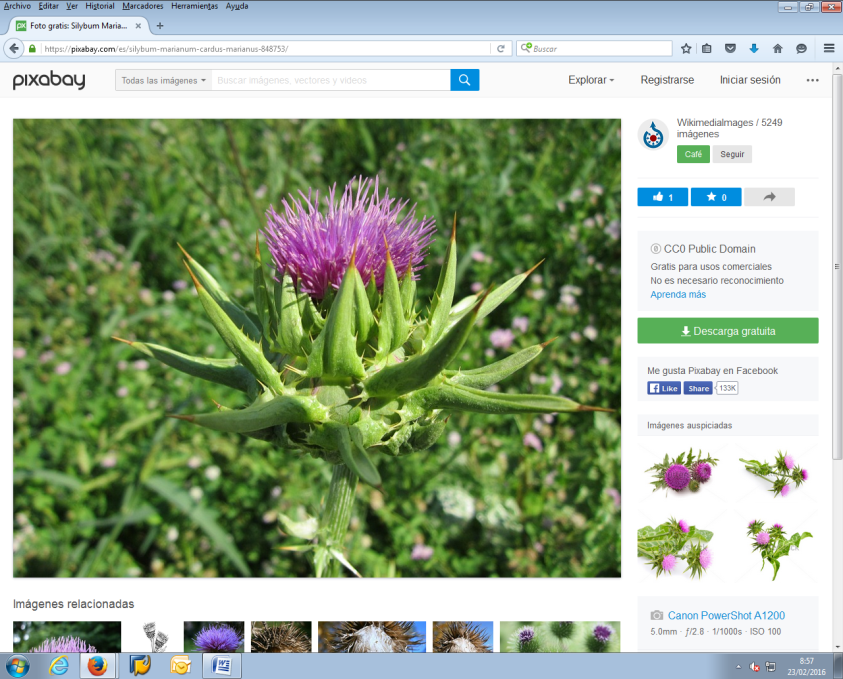 Archivo Editar Ver Historial Marcadores Herramientas Ayuda
px Foto gratis: Silybum Maria...
https://pixabay.com/es/silybum-marianum-cardus-marianus-848753/
Buscar
pixabay
Todas las imágenes
Buscar imágenes, vectores y videos
Explorar
Registrarse
Iniciar sesión
WikimediaImages / 5249
imágenes
Café
Seguir
1
0
CC0 Public Domain
Gratis para usos comerciales
No es necesario reconocimiento
Aprenda más
Descarga gratuita
Me gusta Pixabay en Facebook
Like Share 133K
Imágenes auspiciadas
Canon PowerShot A1200
5.0mm · ƒ/2.8 · 1/1000s · ISO 100
Imágenes relacionadas
8:57
23/02/2016